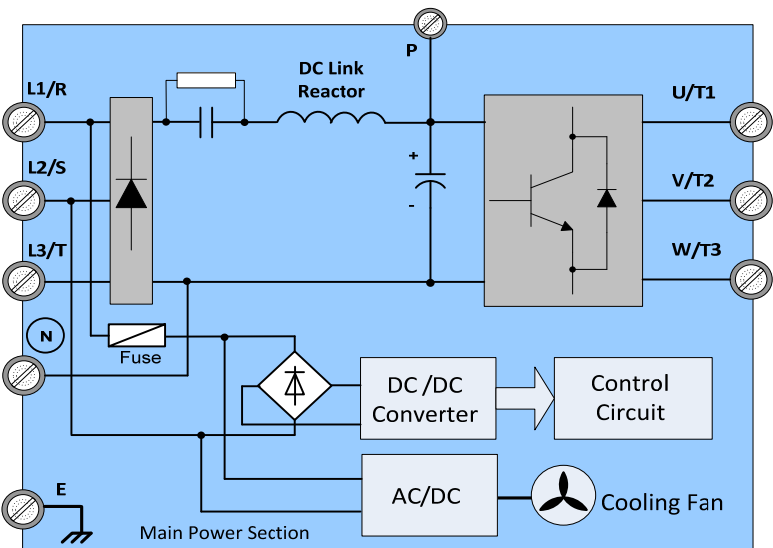 P
DC Link
Reactor
L1/R
U/T1
L2/S
+
-
V/T2
L3/T
W/T3
N
Fuse
DC/DC
Converter
Control
Circuit
E
AC/DC
Cooling Fan
Main Power Section